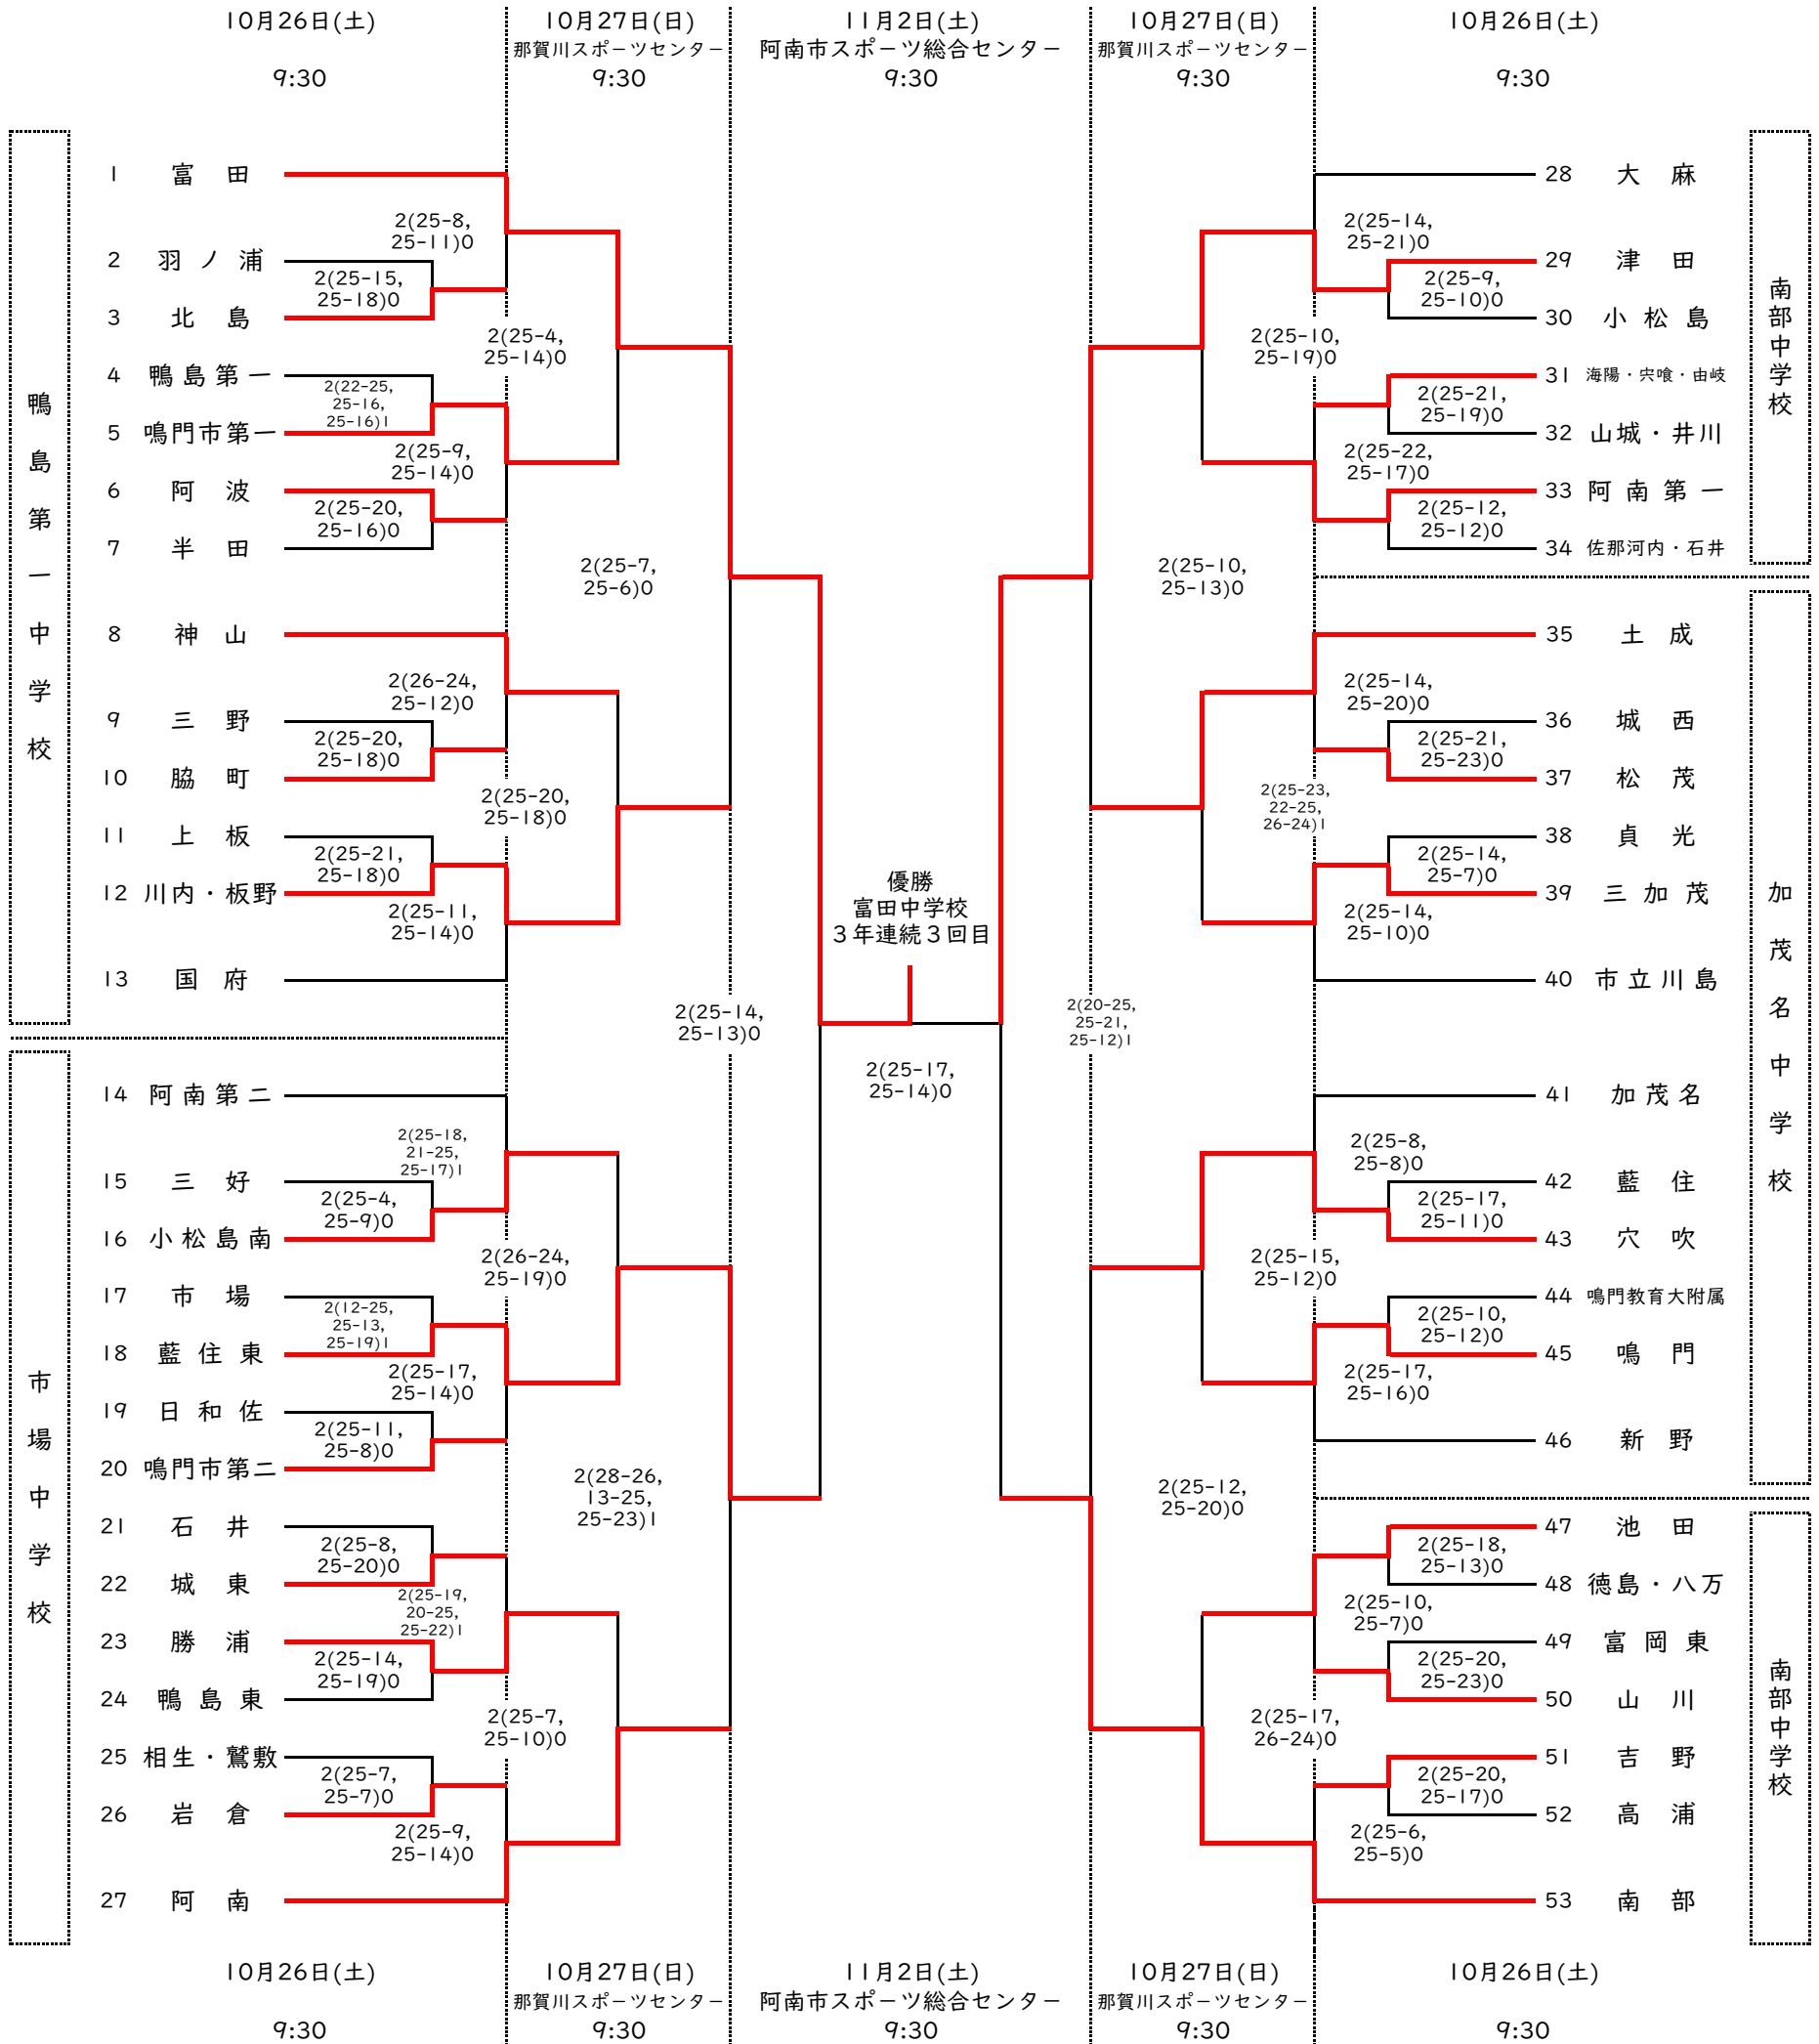 10月26日(土)
10月27日(日)
11月2日(土)
10月27日(日)
10月26日(土)
那賀川スポーツセンター
阿南市スポーツ総合センター
那賀川スポーツセンター
9:30
9:30
9:30
9:30
9:30
鴨島第一中学校
1 富田
2(25-8,
25-11)0
2 羽ノ浦
2(25-15,
25-18)0
3 北島
2(25-4,
25-14)0
4 鴨島第一
2(22-25,
25-16,
25-16)1
5 鳴門市第一
2(25-9,
25-14)0
6 阿波
2(25-20,
25-16)0
7 半田
2(25-7,
25-6)0
8 神山
2(26-24,
25-12)0
9 三野
2(25-20,
25-18)0
10 脇町
2(25-20,
25-18)0
11 上板
2(25-21,
25-18)0
12 川内・板野
2(25-11,
25-14)0
13 国府
2(25-14,
25-13)0
市場中学校
14 阿南第二
2(25-18,
21-25,
25-17)1
15 三好
2(25-4,
25-9)0
16 小松島南
2(26-24,
25-19)0
17 市場
2(12-25,
25-13,
25-19)1
18 藍住東
2(25-17,
25-14)0
19 日和佐
2(25-11,
25-8)0
20 鳴門市第二
2(28-26,
13-25,
25-23)1
21 石井
2(25-8,
25-20)0
22 城東
2(25-19,
20-25,
25-22)1
23 勝浦
2(25-14,
25-19)0
24 鴨島東
2(25-7,
25-10)0
25 相生・鷲敷
2(25-7,
25-7)0
26 岩倉
2(25-9,
25-14)0
27 阿南
優勝
富田中学校
3年連続3回目
2(25-17,
25-14)0
南部中学校
28 大麻
2(25-14,
25-21)0
29 津田
2(25-9,
25-10)0
30 小松島
2(25-10,
25-19)0
31 海陽・宍喰・由岐
2(25-21,
25-19)0
32 山城・井川
2(25-22,
25-17)0
33 阿南第一
2(25-12,
25-12)0
34 佐那河内・石井
2(25-10,
25-13)0
加茂名中学校
35 土成
2(25-14,
25-20)0
36 城西
2(25-21,
25-23)0
37 松茂
2(25-23,
22-25,
26-24)1
38 貞光
2(25-14,
25-7)0
39 三加茂
2(25-14,
25-10)0
40 市立川島
2(20-25,
25-21,
25-12)1
41 加茂名
2(25-8,
25-8)0
42 藍住
2(25-17,
25-11)0
43 穴吹
2(25-15,
25-12)0
44 鳴門教育大附属
2(25-10,
25-12)0
45 鳴門
2(25-17,
25-16)0
46 新野
2(25-12,
25-20)0
南部中学校
47 池田
2(25-18,
25-13)0
48 徳島・八万
2(25-10,
25-7)0
49 富岡東
2(25-20,
25-23)0
50 山川
2(25-17,
26-24)0
51 吉野
2(25-20,
25-17)0
52 高浦
2(25-6,
25-5)0
53 南部
10月26日(土)
10月27日(日)
11月2日(土)
10月27日(日)
10月26日(土)
那賀川スポーツセンター
阿南市スポーツ総合センター
那賀川スポーツセンター
9:30
9:30
9:30
9:30
9:30